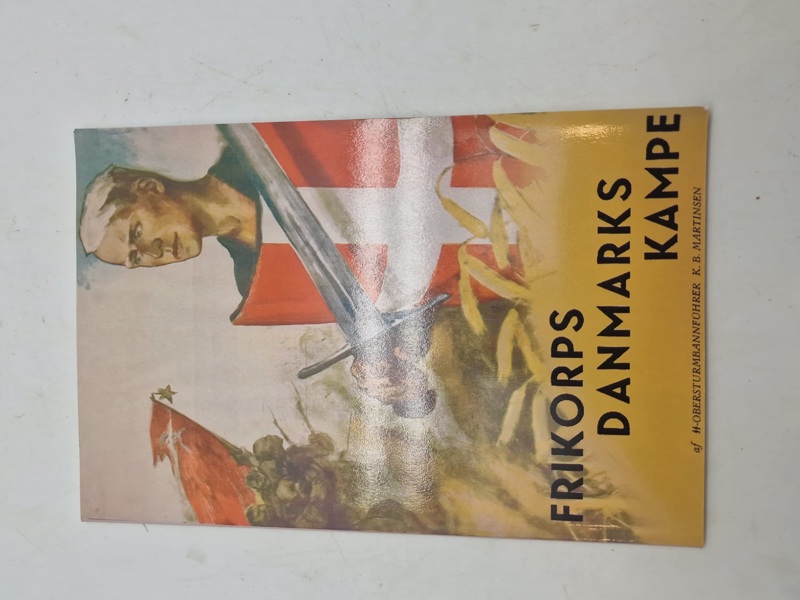 FRIKORPS
DANMARKS
KAMPE
af ᛋᛋ-OBERSTURMBANNFÜHRER K. B. MARTINSEN